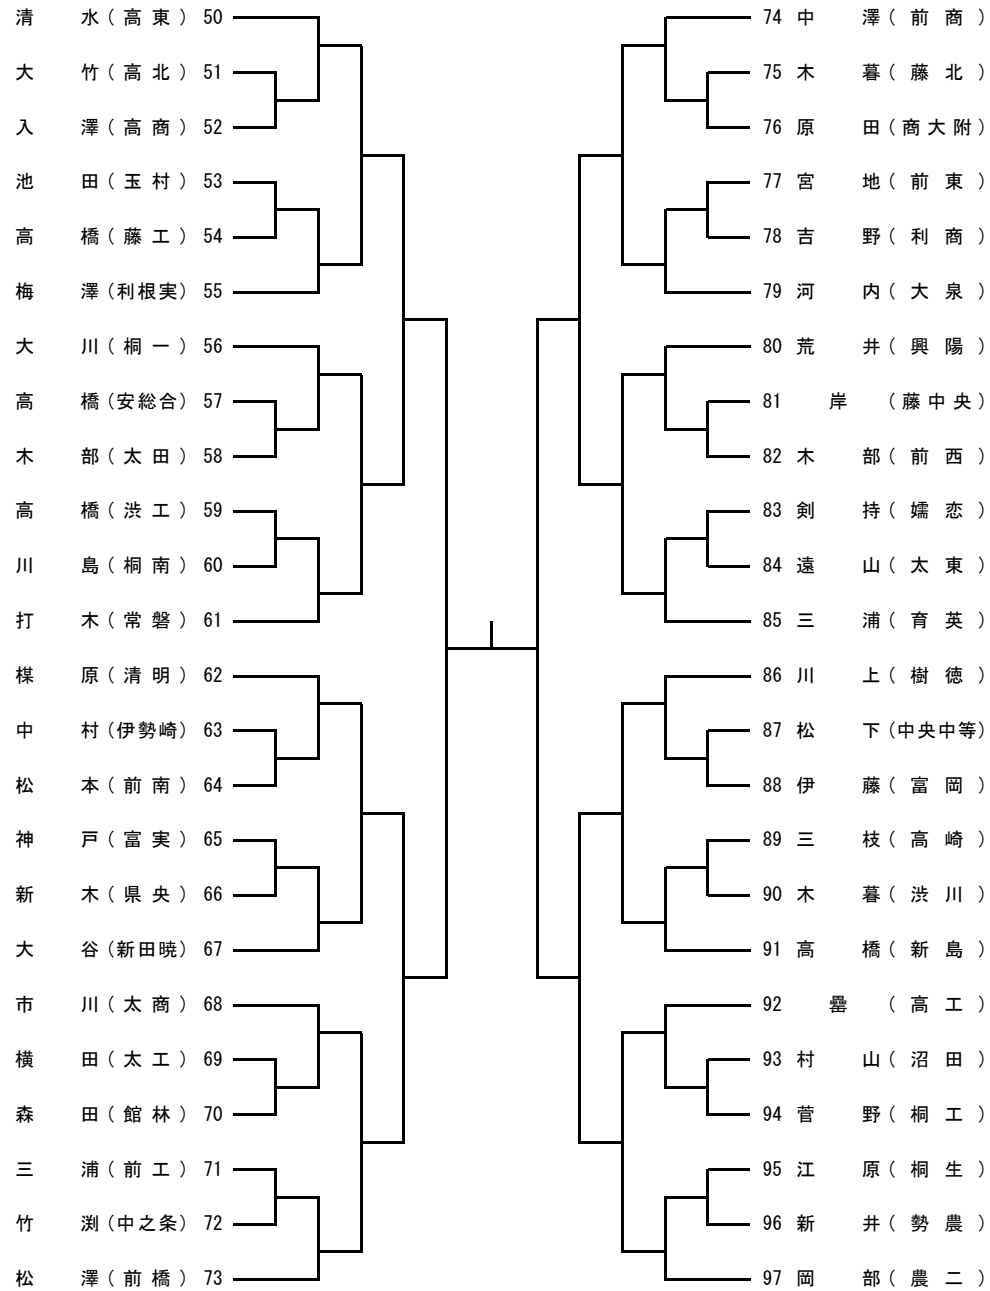 清水(高東) 50
大竹(高北) 51
入澤(高商) 52
池田(玉村) 53
高橋(藤工) 54
梅澤(利根実) 55
大川(桐一) 56
高橋(安総合) 57
木部(太田) 58
高橋(渋工) 59
川島(桐南) 60
打木(常磐) 61
楳原(清明) 62
中村(伊勢崎) 63
松本(前南) 64
神戸(富実) 65
新木(県央) 66
大谷(新田暁) 67
市川(太商) 68
横田(太工) 69
森田(館林) 70
三浦(前工) 71
竹渕(中之条) 72
松澤(前橋) 73
74 中澤(前商)
75 木暮(藤北)
76 原田(商大附)
77 宮地(前東)
78 吉野(利商)
79 河内(大泉)
80 荒井(興陽)
81 岸(藤中央)
82 木部(前西)
83 剣持(嬬恋)
84 遠山(太東)
85 三浦(育英)
86 川上(樹徳)
87 松下(中央中等)
88 伊藤(富岡)
89 三枝(高崎)
90 木暮(渋川)
91 高橋(新島)
92 (高工)
93 村山(沼田)
94 菅野(桐工)
95 江原(桐生)
96 新井(勢農)
97 岡部(農二)